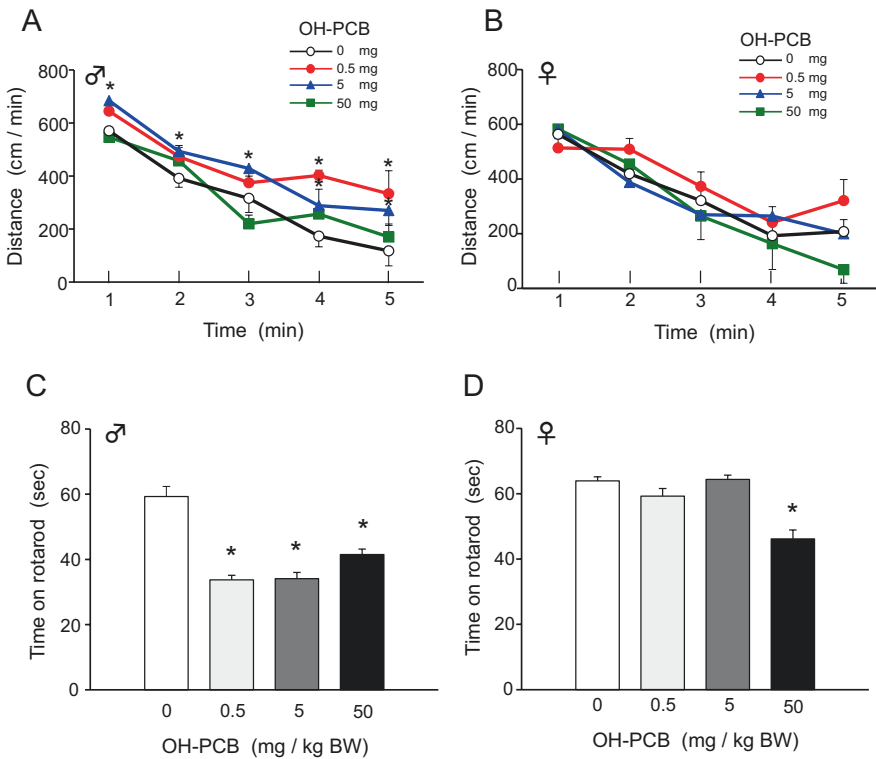 A
OH-PCB
0 mg
0.5 mg
5 mg
50 mg
♂
Distance (cm / min)
800
600
400
200
0
* * * * * * *
1 2 3 4 5
Time (min)
B
OH-PCB
0 mg
0.5 mg
5 mg
50 mg
♀
Distance (cm / min)
800
600
400
200
0
1 2 3 4 5
Time (min)
C
♂
Time on rotarod (sec)
80
60
40
20
0
* * *
0 0.5 5 50
OH-PCB (mg / kg BW)
D
♀
Time on rotarod (sec)
80
60
40
20
0
*
0 0.5 5 50
OH-PCB (mg / kg BW)